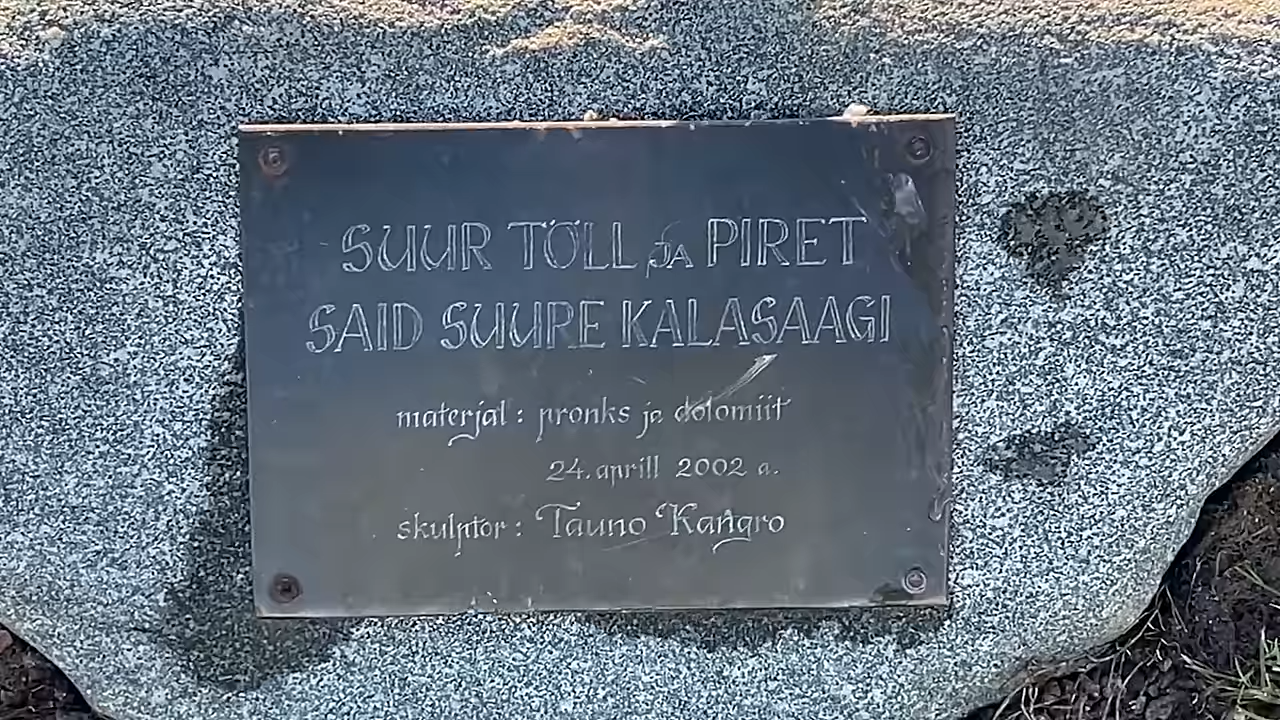 SUUR TÕLL JA PIRET
SAID SUURE KALASAAGI
materjal : pronks ja dolomiit
24. aprill 2002 a.
skulptor : Tauno Kangro